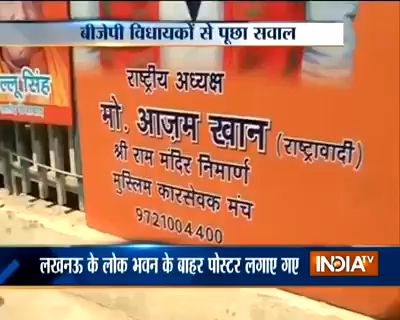 बीजेपी विधायकों से पूछा सवाल
ल्लू सिंह
राष्ट्रीय अध्यक्ष
मो. आज़म खान (राष्ट्रवादी)
श्री राम मंदिर निमार्ण
मुस्लिम कारसेवक मंच
9721004400
लखनऊ के लोक भवन के बाहर पोस्टर लगाए गए
INDIA TV